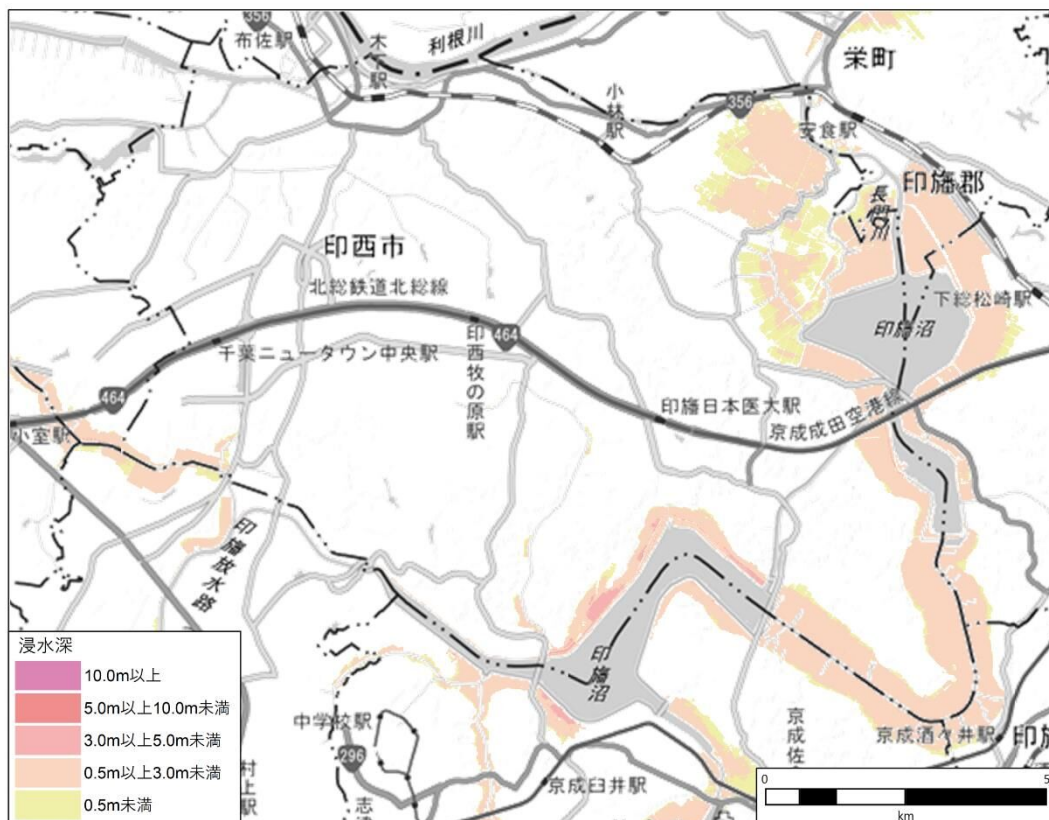 356
布佐駅
木下駅
利根川
栄町
小林駅
356
安食駅
印旛郡
長門川
印西市
北総鉄道北総線
下総松崎駅
印旛沼
464
千葉ニュータウン中央駅
印西牧の原駅
464
印旛日本医大駅
京成成田空港線
小室駅
印旛放水路
印旛沼
浸水深
10.0m以上
5.0m以上10.0m未満
3.0m以上5.0m未満
0.5m以上3.0m未満
0.5m未満
中学校駅
296
村上駅
志津
京成臼井駅
京成佐
京成酒々井駅
印旛
0
5
km